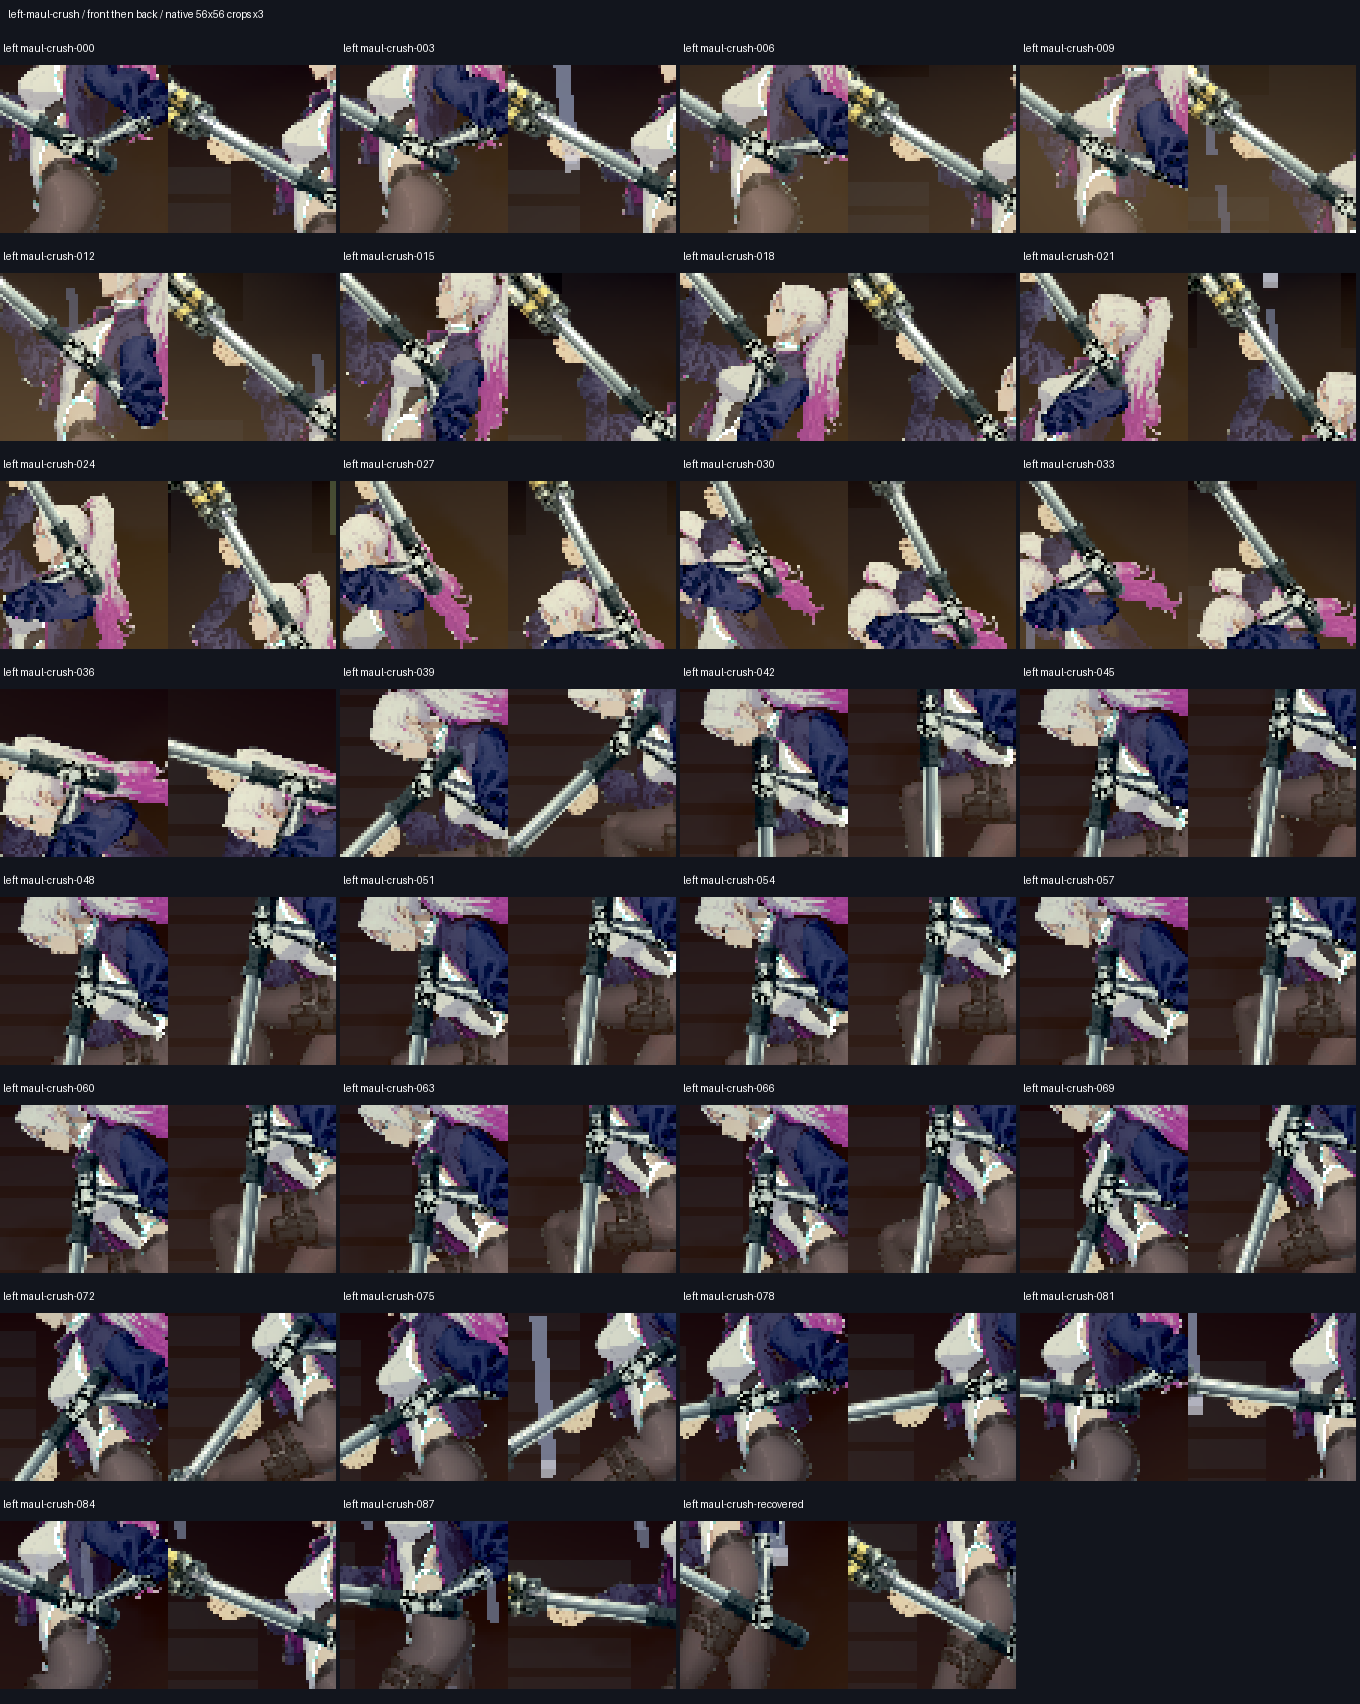 left-maul-crush / front then back / native 56x56 crops x3
left maul-crush-000
left maul-crush-003
left maul-crush-006
left maul-crush-009
left maul-crush-012
left maul-crush-015
left maul-crush-018
left maul-crush-021
left maul-crush-024
left maul-crush-027
left maul-crush-030
left maul-crush-033
left maul-crush-036
left maul-crush-039
left maul-crush-042
left maul-crush-045
left maul-crush-048
left maul-crush-051
left maul-crush-054
left maul-crush-057
left maul-crush-060
left maul-crush-063
left maul-crush-066
left maul-crush-069
left maul-crush-072
left maul-crush-075
left maul-crush-078
left maul-crush-081
left maul-crush-084
left maul-crush-087
left maul-crush-recovered